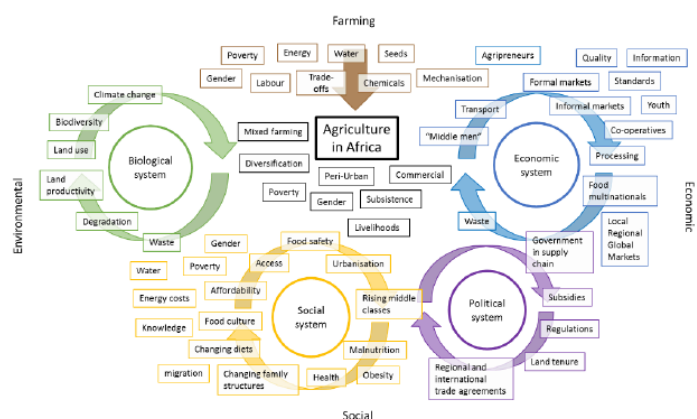 Farming
Poverty
Energy
Water
Seeds
Gender
Labour
Trade-
offs
Chemicals
Mechanisation
Agriculture
in Africa
Mixed farming
Diversification
Peri-Urban
Commercial
Poverty
Gender
Subsistence
Livelihoods
Environmental
Climate change
Biodiversity
Land use
Land
productivity
Degradation
Waste
Biological
system
Agripreneurs
Quality
Information
Formal markets
Standards
Transport
Informal markets
Youth
"Middle men"
Co-operatives
Processing
Economic
system
Food
multinationals
Waste
Local
Regional
Global
Markets
Economic
Government
in supply
chain
Political
system
Subsidies
Regulations
Land tenure
Regional and
international
trade agreements
Food safety
Gender
Access
Urbanisation
Water
Poverty
Affordability
Rising middle
classes
Energy costs
Social
system
Knowledge
Food culture
Changing diets
Malnutrition
migration
Changing family
structures
Health
Obesity
Social